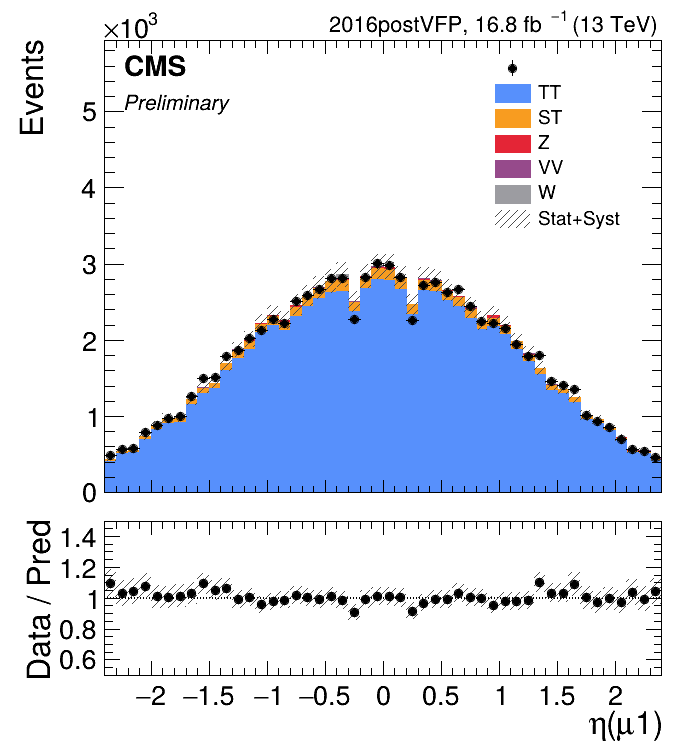 ×10³
2016postVFP, 16.8 fb⁻¹ (13 TeV)
Events
CMS
Preliminary
TT
ST
Z
VV
W
Stat+Syst
5
4
3
2
1
0
Data / Pred
1.4
1.2
1
0.8
0.6
−2 −1.5 −1 −0.5 0 0.5 1 1.5 2
η(μ1)